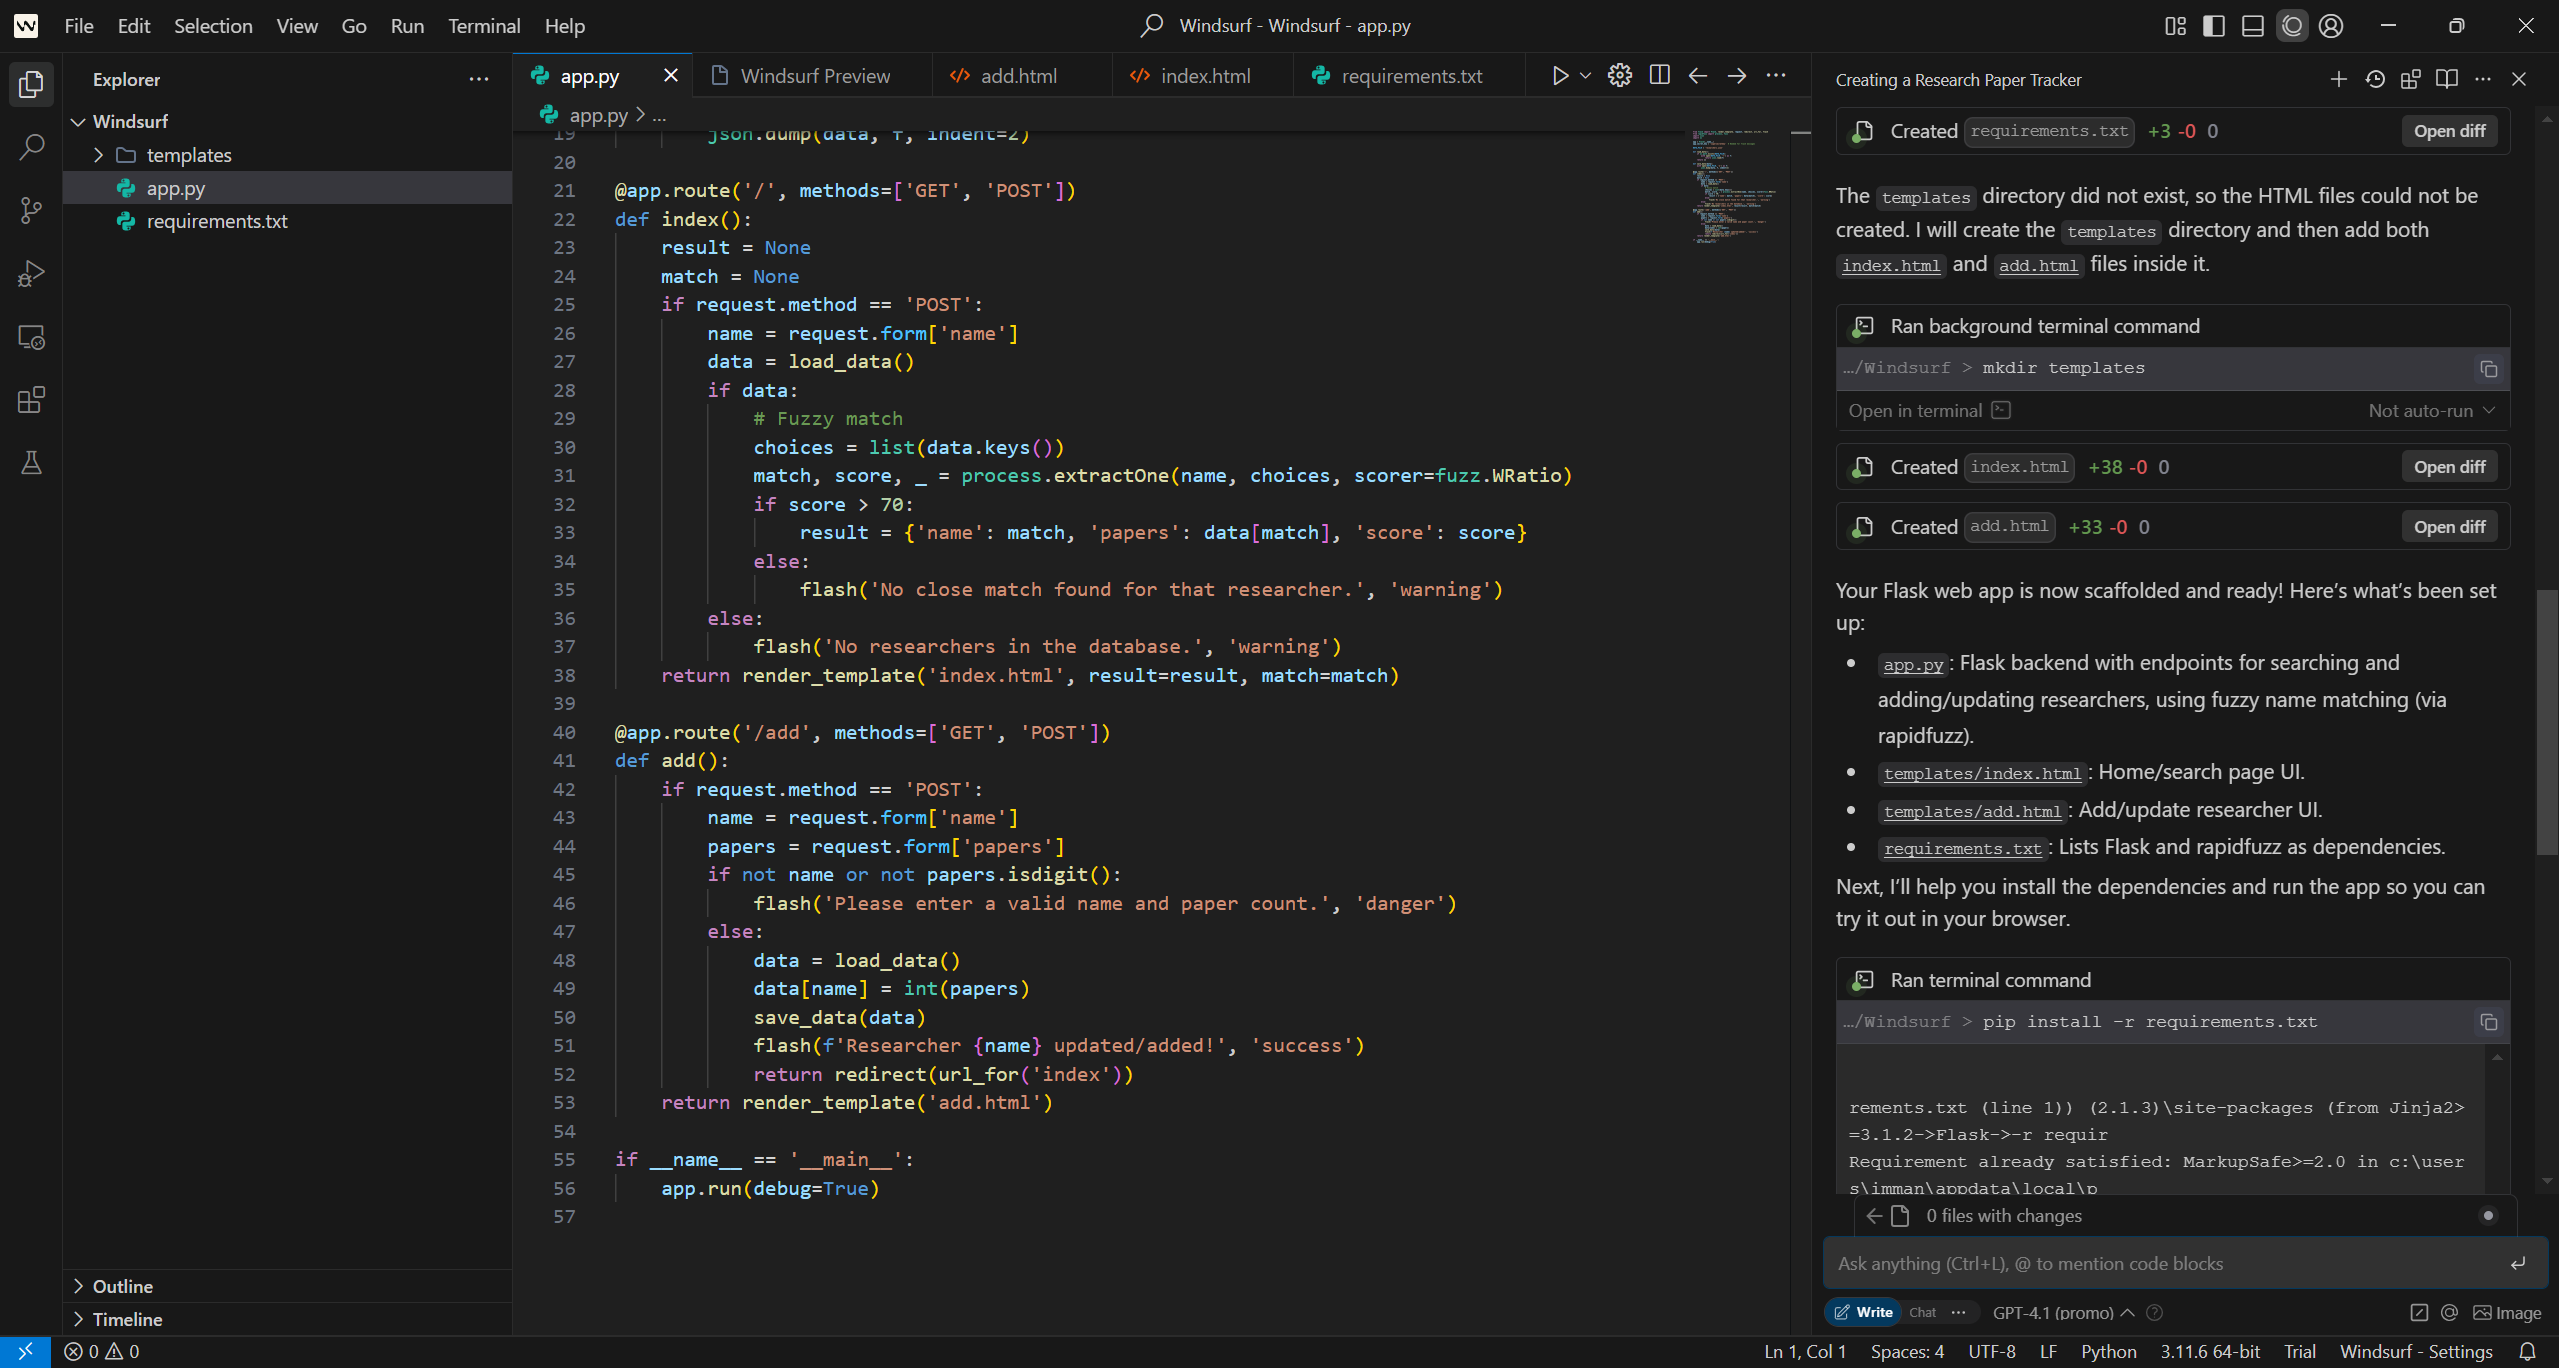 File Edit Selection View Go Run Terminal Help
Windsurf - Windsurf - app.py
Explorer
Windsurf
templates
app.py
requirements.txt
Outline
Timeline
app.py
Windsurf Preview
add.html
index.html
requirements.txt
app.py > ...
19 json.dump(data, f, indent=2)
20
21 @app.route('/', methods=['GET', 'POST'])
22 def index():
23 result = None
24 match = None
25 if request.method == 'POST':
26 name = request.form['name']
27 data = load_data()
28 if data:
29 # Fuzzy match
30 choices = list(data.keys())
31 match, score, _ = process.extractOne(name, choices, scorer=fuzz.WRatio)
32 if score > 70:
33 result = {'name': match, 'papers': data[match], 'score': score}
34 else:
35 flash('No close match found for that researcher.', 'warning')
36 else:
37 flash('No researchers in the database.', 'warning')
38 return render_template('index.html', result=result, match=match)
39
40 @app.route('/add', methods=['GET', 'POST'])
41 def add():
42 if request.method == 'POST':
43 name = request.form['name']
44 papers = request.form['papers']
45 if not name or not papers.isdigit():
46 flash('Please enter a valid name and paper count.', 'danger')
47 else:
48 data = load_data()
49 data[name] = int(papers)
50 save_data(data)
51 flash(f'Researcher {name} updated/added!', 'success')
52 return redirect(url_for('index'))
53 return render_template('add.html')
54
55 if __name__ == '__main__':
56 app.run(debug=True)
57
Creating a Research Paper Tracker
Created requirements.txt +3 -0 0 Open diff
The templates directory did not exist, so the HTML files could not be
created. I will create the templates directory and then add both
index.html and add.html files inside it.
Ran background terminal command
.../Windsurf > mkdir templates
Open in terminal Not auto-run
Created index.html +38 -0 0 Open diff
Created add.html +33 -0 0 Open diff
Your Flask web app is now scaffolded and ready! Here's what's been set
up:
• app.py: Flask backend with endpoints for searching and
adding/updating researchers, using fuzzy name matching (via
rapidfuzz).
• templates/index.html: Home/search page UI.
• templates/add.html: Add/update researcher UI.
• requirements.txt: Lists Flask and rapidfuzz as dependencies.
Next, I'll help you install the dependencies and run the app so you can
try it out in your browser.
Ran terminal command
.../Windsurf > pip install -r requirements.txt
rements.txt (line 1)) (2.1.3)\site-packages (from Jinja2>
=3.1.2->Flask->-r requir
Requirement already satisfied: MarkupSafe>=2.0 in c:\user
s\imman\appdata\local\p
0 files with changes
Ask anything (Ctrl+L), @ to mention code blocks
Write Chat ... GPT-4.1 (promo) Image
0 0
Ln 1, Col 1 Spaces: 4 UTF-8 LF Python 3.11.6 64-bit Trial Windsurf - Settings